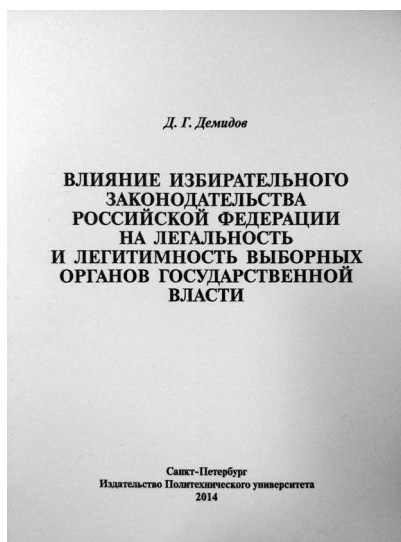 Д. Г. Демидов
ВЛИЯНИЕ ИЗБИРАТЕЛЬНОГО
ЗАКОНОДАТЕЛЬСТВА
РОССИЙСКОЙ ФЕДЕРАЦИИ
НА ЛЕГАЛЬНОСТЬ
И ЛЕГИТИМНОСТЬ ВЫБОРНЫХ
ОРГАНОВ ГОСУДАРСТВЕННОЙ
ВЛАСТИ
Санкт-Петербург
Издательство Политехнического университета
2014